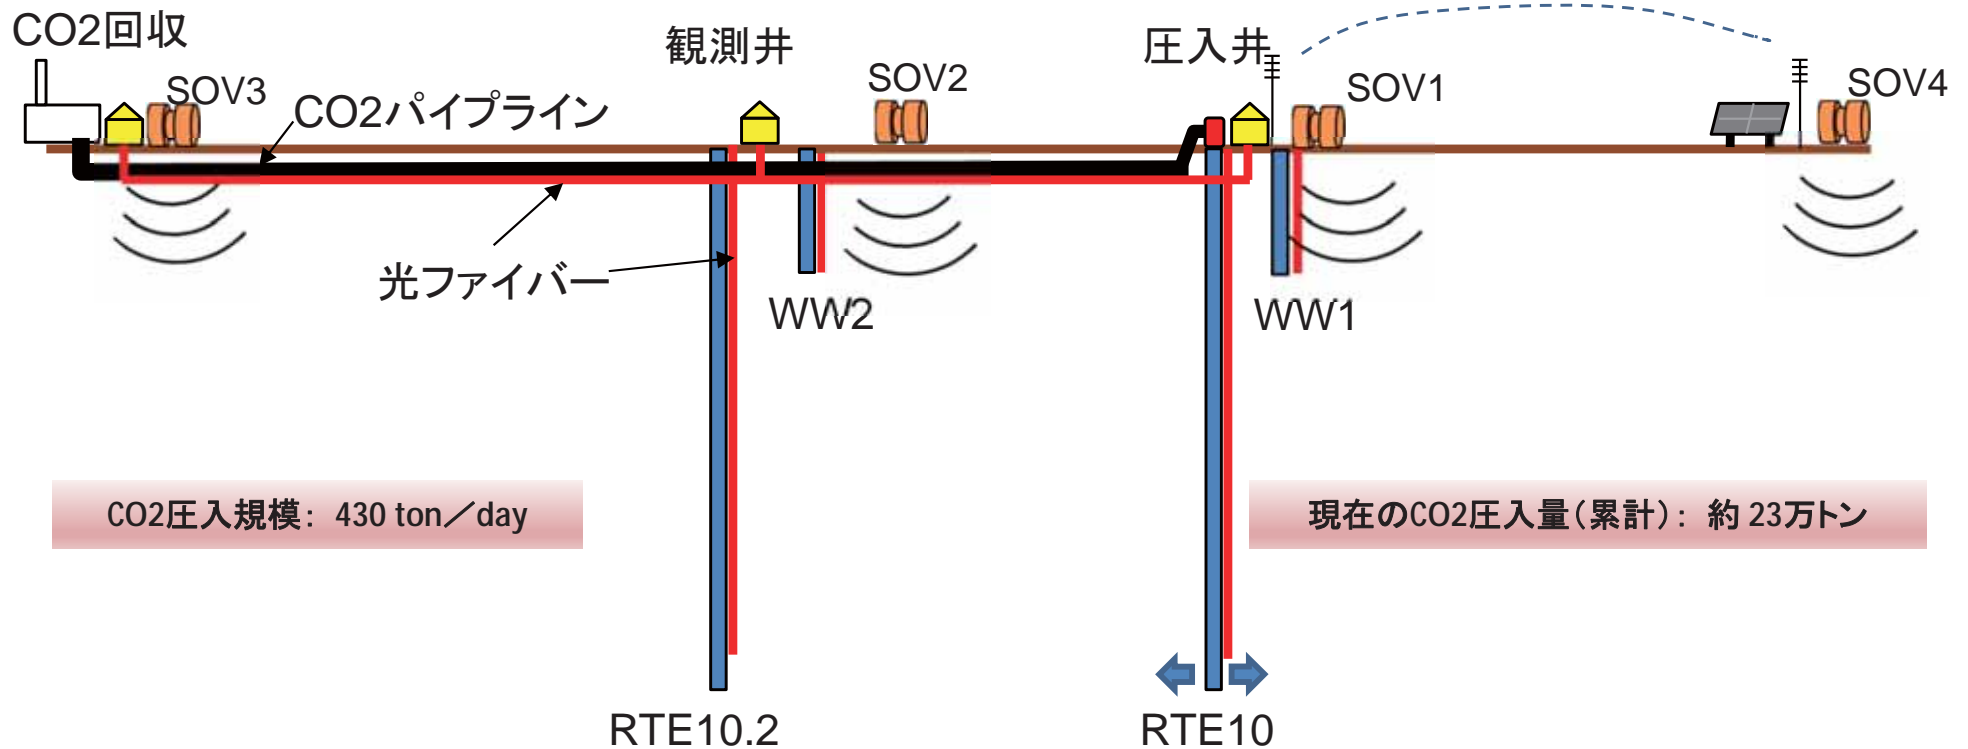 CO2回収
観測井
圧入井
SOV3
SOV2
SOV1
SOV4
CO2パイプライン
光ファイバー
WW2
WW1
CO2圧入規模： 430 ton／day
現在のCO2圧入量（累計）： 約 23万トン
RTE10.2
RTE10